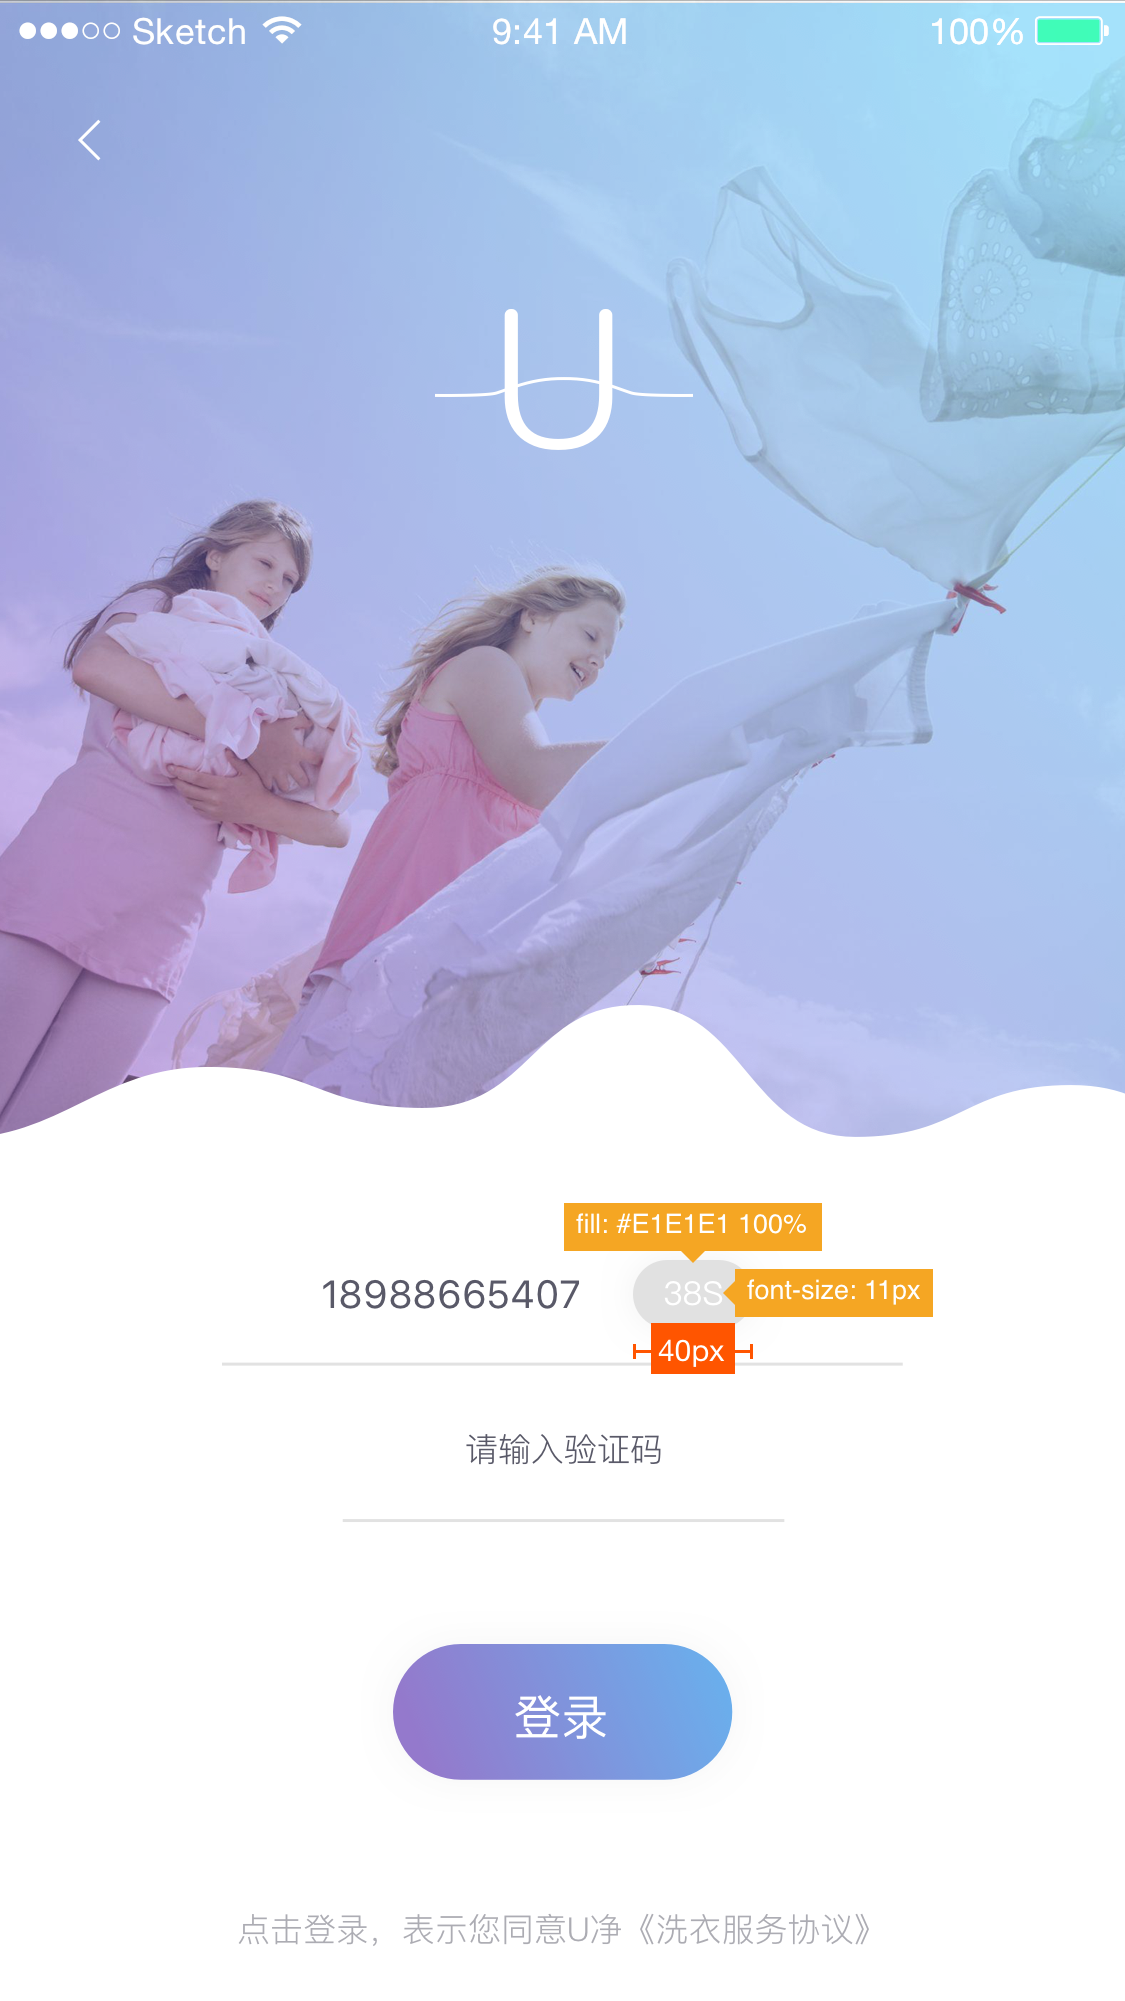 Sketch 9:41 AM 100%
U
fill: #E1E1E1 100%
18988665407 38S font-size: 11px
40px
请输入验证码
登录
点击登录，表示您同意U净《洗衣服务协议》